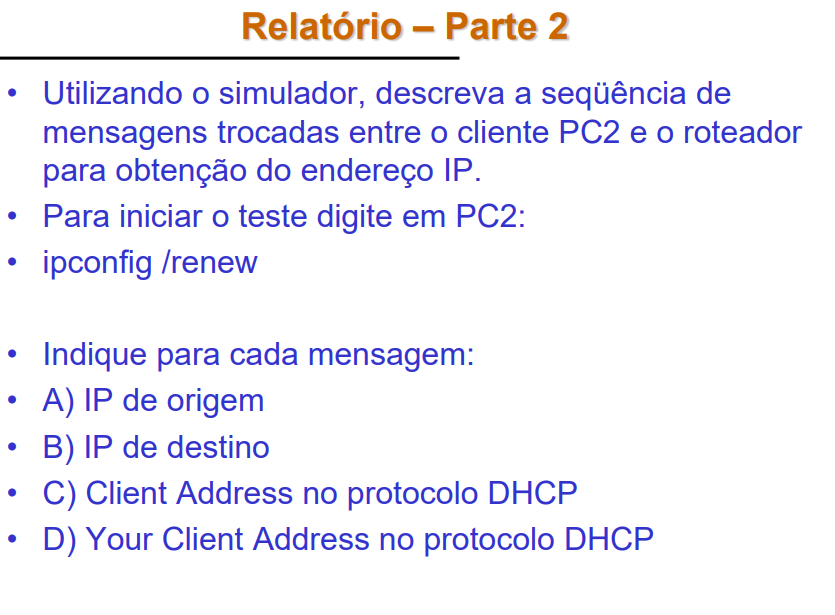 Relatório – Parte 2
• Utilizando o simulador, descreva a seqüência de
mensagens trocadas entre o cliente PC2 e o roteador
para obtenção do endereço IP.
• Para iniciar o teste digite em PC2:
• ipconfig /renew
• Indique para cada mensagem:
• A) IP de origem
• B) IP de destino
• C) Client Address no protocolo DHCP
• D) Your Client Address no protocolo DHCP